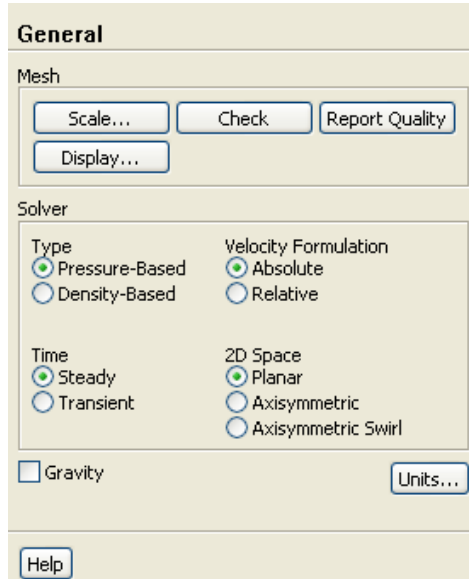 General
Mesh
Scale... Check Report Quality
Display...
Solver
Type Velocity Formulation
Pressure-Based Absolute
Density-Based Relative
Time 2D Space
Steady Planar
Transient Axisymmetric
Axisymmetric Swirl
Gravity Units...
Help